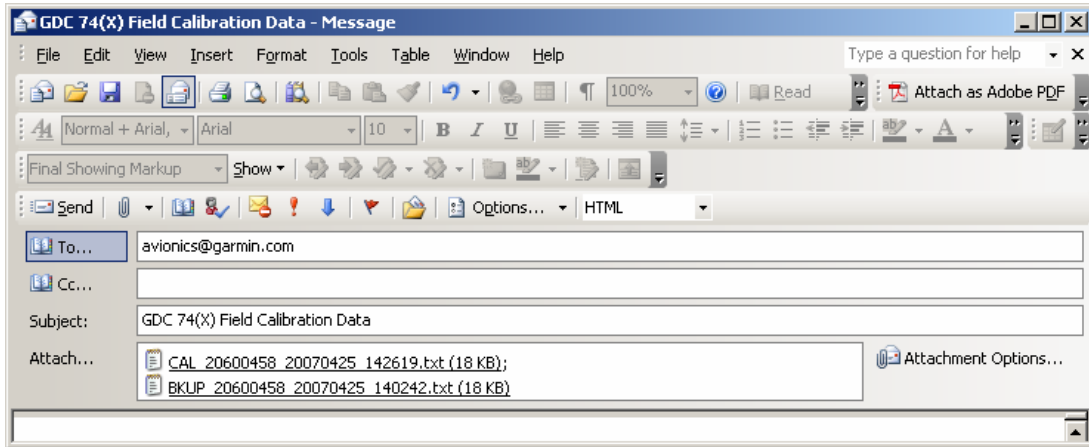 GDC 74(X) Field Calibration Data - Message
File Edit View Insert Format Tools Table Window Help Type a question for help
100% Read Attach as Adobe PDF
Normal + Arial, Arial 10 B I U ab A
Final Showing Markup Show ab
Send Options... HTML
To... avionics@garmin.com
Cc...
Subject: GDC 74(X) Field Calibration Data
Attach... CAL_20600458_20070425_142619.txt (18 KB);
BKUP_20600458_20070425_140242.txt (18 KB)
Attachment Options...